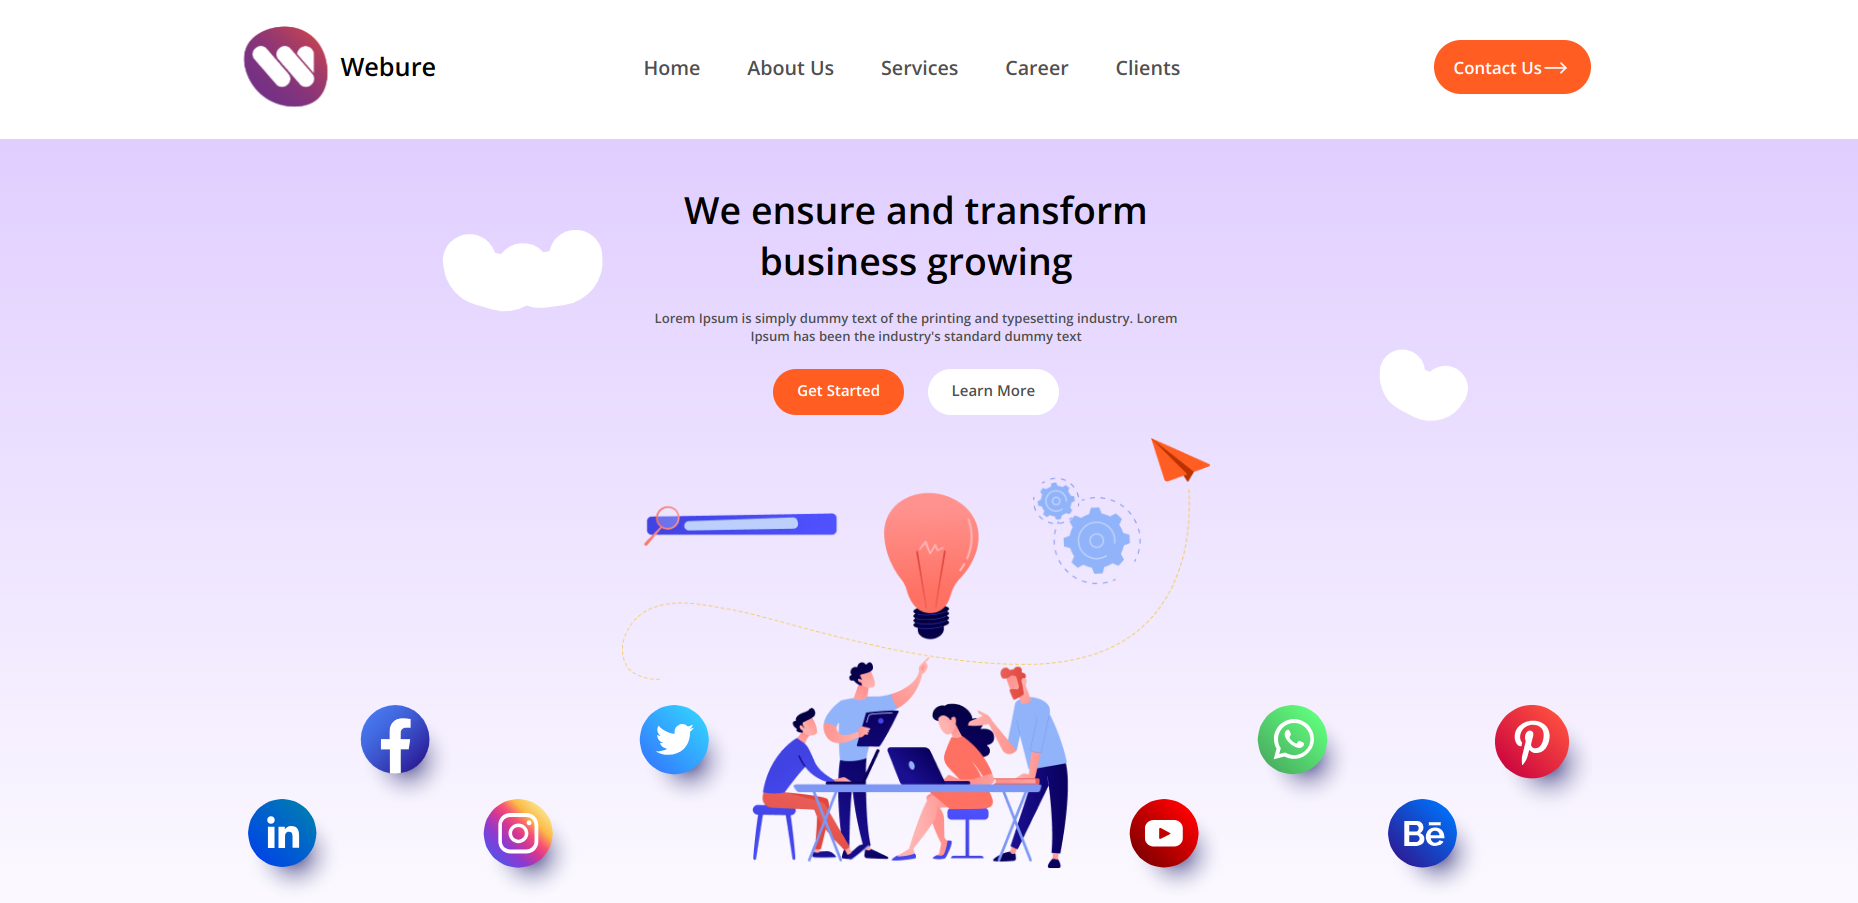 Webure
Home About Us Services Career Clients
Contact Us
We ensure and transform
business growing
Lorem Ipsum is simply dummy text of the printing and typesetting industry. Lorem
Ipsum has been the industry's standard dummy text
Get Started Learn More
in
Bē